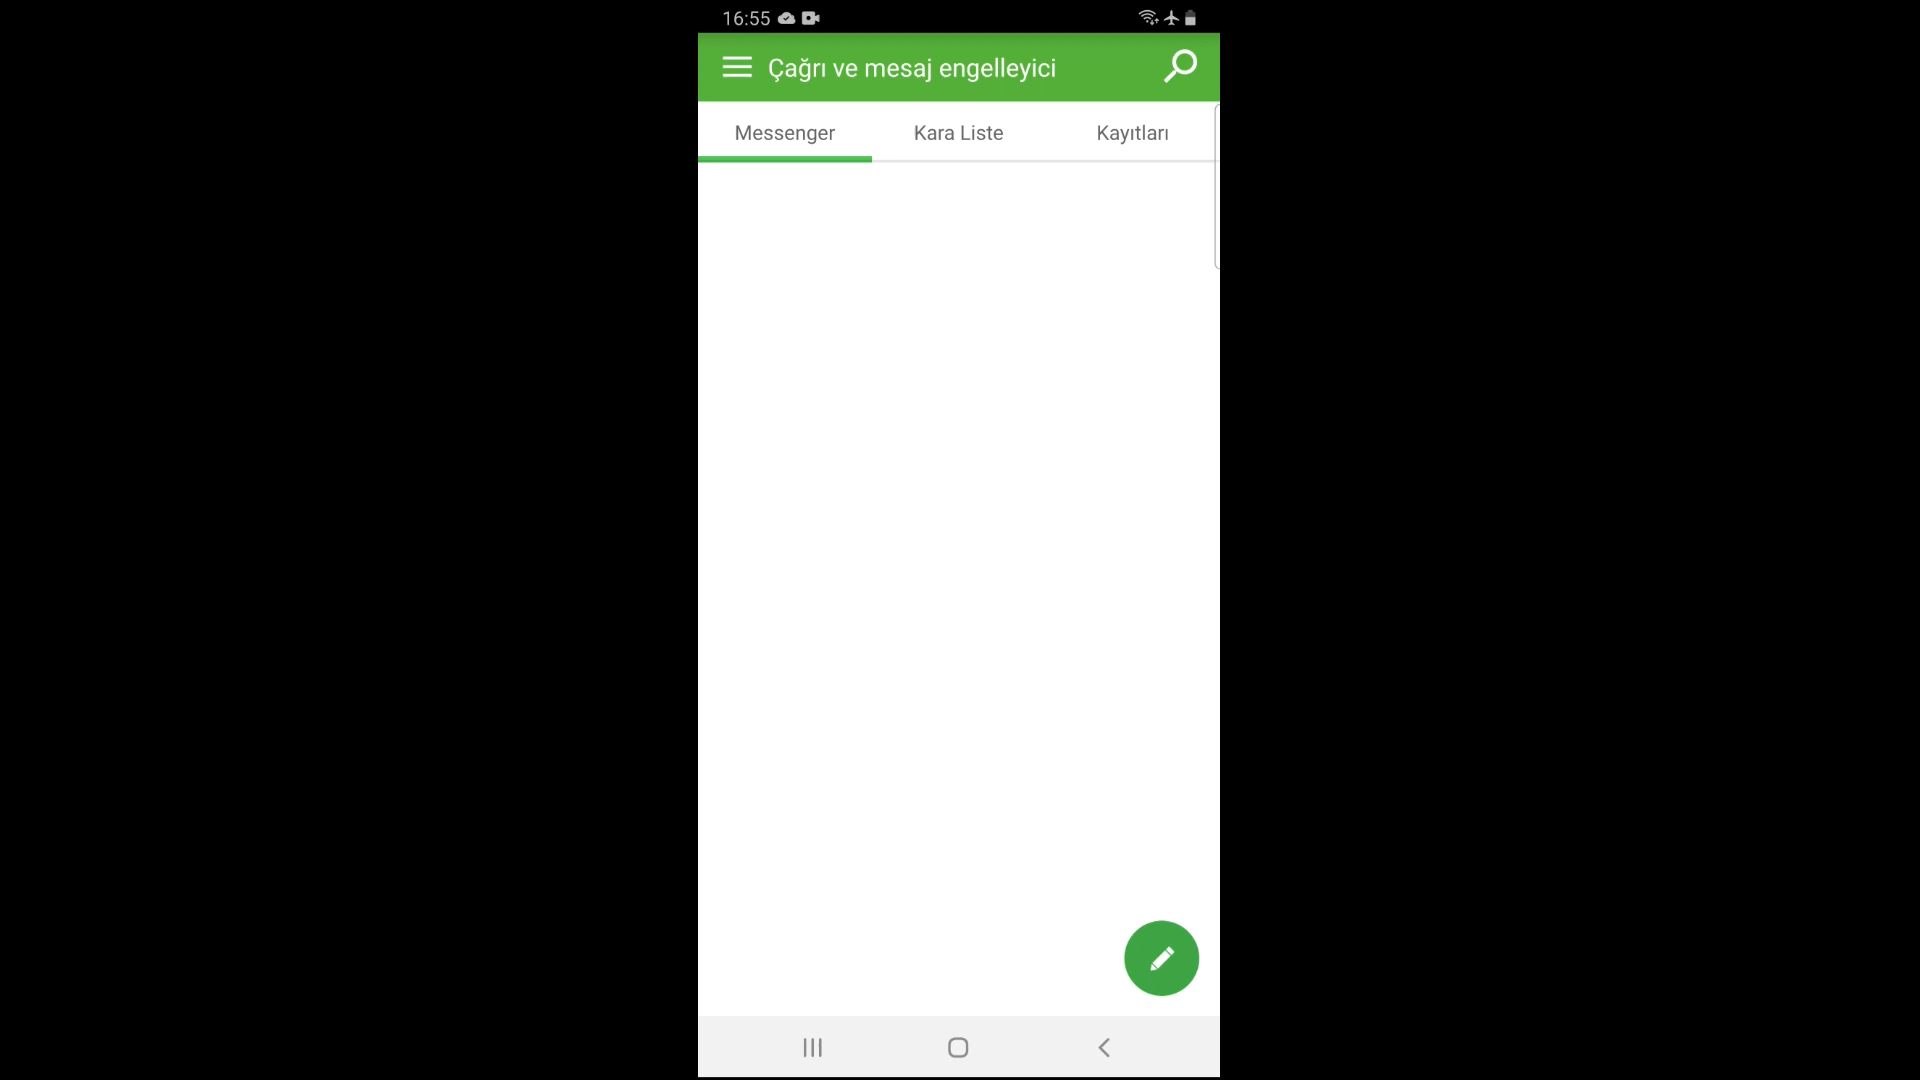 16:55
Çağrı ve mesaj engelleyici
Messenger
Kara Liste
Kayıtları